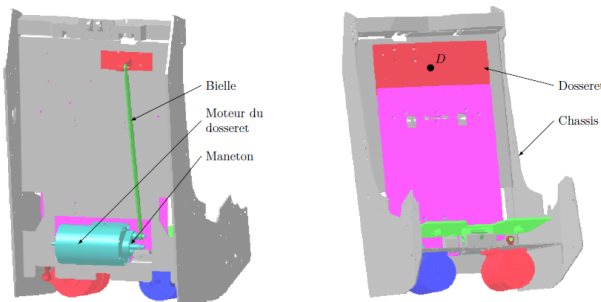 Bielle
Moteur du
dosseret
Maneton
D
Dosseret
Chassis